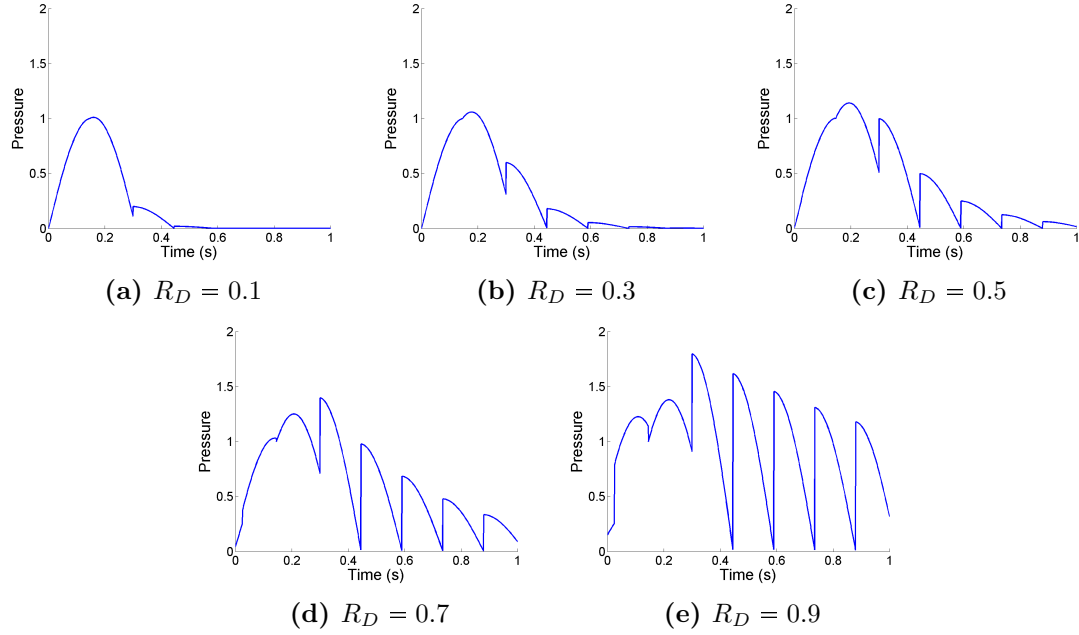 2
2
2
1.5
1.5
1.5
Pressure
Pressure
Pressure
1
1
1
0.5
0.5
0.5
0
0
0
0 0.2 0.4 0.6 0.8 1
0 0.2 0.4 0.6 0.8 1
0 0.2 0.4 0.6 0.8 1
Time (s)
Time (s)
Time (s)
(a) R_D = 0.1
(b) R_D = 0.3
(c) R_D = 0.5
2
2
1.5
1.5
Pressure
Pressure
1
1
0.5
0.5
0
0
0 0.2 0.4 0.6 0.8 1
0 0.2 0.4 0.6 0.8 1
Time (s)
Time (s)
(d) R_D = 0.7
(e) R_D = 0.9